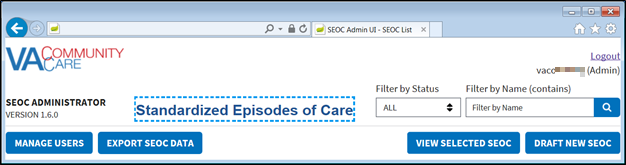 SEOC Admin UI - SEOC List
VA COMMUNITY CARE
Logout
vacc (Admin)
SEOC ADMINISTRATOR
VERSION 1.6.0
Standardized Episodes of Care
Filter by Status
ALL
Filter by Name (contains)
Filter by Name
MANAGE USERS
EXPORT SEOC DATA
VIEW SELECTED SEOC
DRAFT NEW SEOC